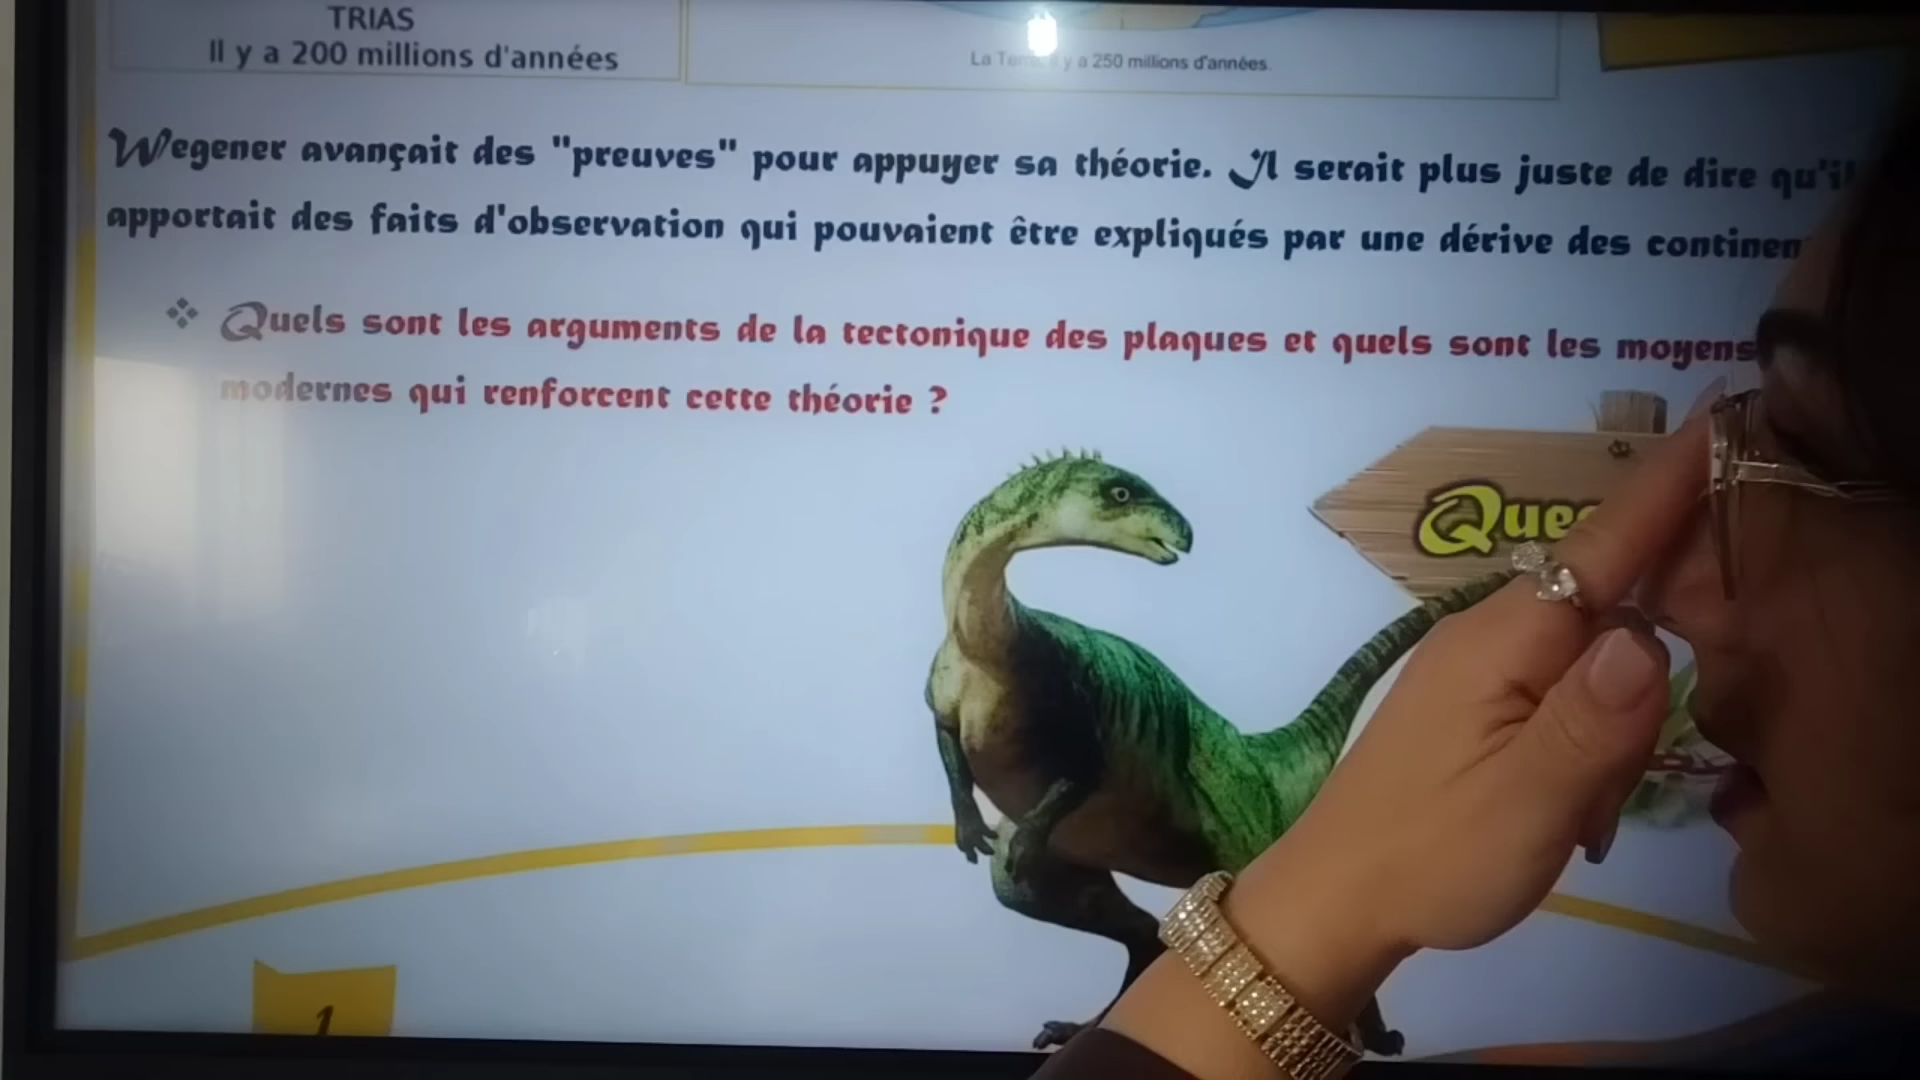 TRIAS
Il y a 200 millions d'années
La Terre il y a 250 millions d'années.
Wegener avançait des "preuves" pour appuyer sa théorie. Il serait plus juste de dire qu'il
apportait des faits d'observation qui pouvaient être expliqués par une dérive des continen
❖ Quels sont les arguments de la tectonique des plaques et quels sont les moyens
modernes qui renforcent cette théorie ?
Ques
1